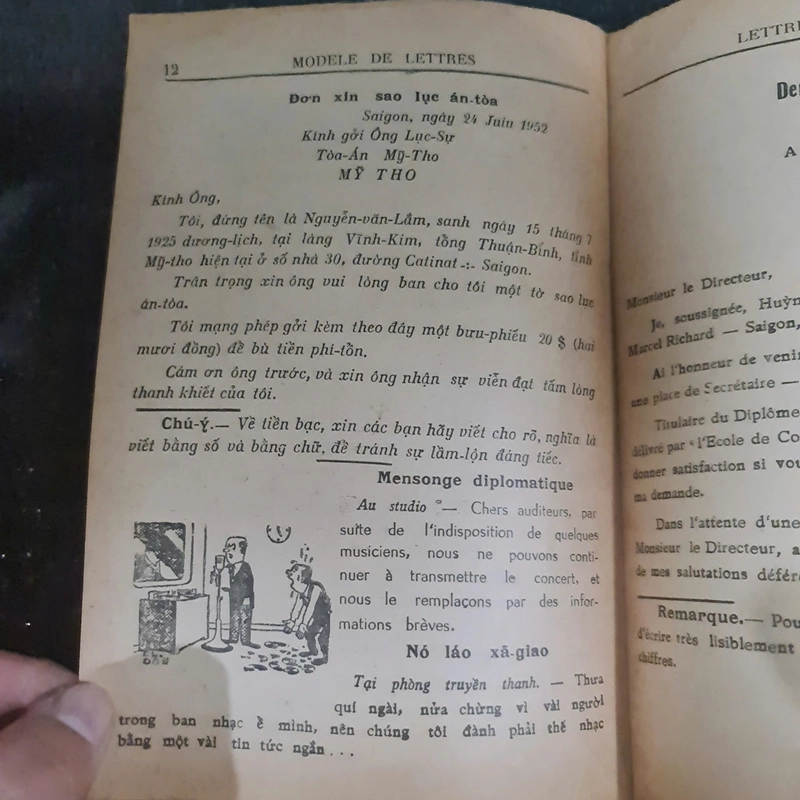 12 MODELE DE LETTRES
Đơn xin sao lục án-tòa
Saigon, ngày 24 Juin 1952
Kính gởi Ông Lục-Sự
Tòa-Án Mỹ-Tho
MỸ THO
Kính Ông,
Tôi, đứng tên là Nguyễn-văn-Lắm, sanh ngày 15 tháng 7
1925 dương-lịch, tại làng Vĩnh-Kim, tổng Thuận-Bình, tỉnh
Mỹ-tho hiện tại ở số nhà 30, đường Catinat -:- Saigon.
Trân trọng xin ông vui lòng ban cho tôi một tờ sao lục
án-tòa.
Tôi mạng phép gởi kèm theo đây một bưu-phiếu 20 $ (hai
mươi đồng) để bù tiền phí-tổn.
Cám ơn ông trước, và xin ông nhận sự viễn đạt tấm lòng
thanh khiết của tôi.
Chú-ý.— Về tiền bạc, xin các bạn hãy viết cho rõ, nghĩa là
viết bằng số và bằng chữ, để tránh sự lầm-lộn đáng tiếc.
Mensonge diplomatique
Au studio — Chers auditeurs, par
suite de l'indisposition de quelques
musiciens, nous ne pouvons conti-
nuer à transmettre le concert, et
nous le remplaçons par des infor-
mations brèves.
Nó láo xã-giao
Tại phòng truyền thanh. — Thưa
quí ngài, nửa chừng vì vài người
trong ban nhạc ê mình, nên chúng tôi đành phải thế nhạc
bằng một vài tin tức ngắn . . .
LETTRE
A
Monsieur le Directeur,
Je, soussignée, Huỳn
Marcel Richard — Saigon,
Ai l'honneur de venir
une place de Secrétaire —
Titulaire du Diplôme
délivré par « l'Ecole de Co
donner satisfaction si vou
ma demande.
Dans l'attente d'une
Monsieur le Directeur, a
de mes salutations défére
Remarque.— Pou
d'écrire très lisiblement
chiffres.